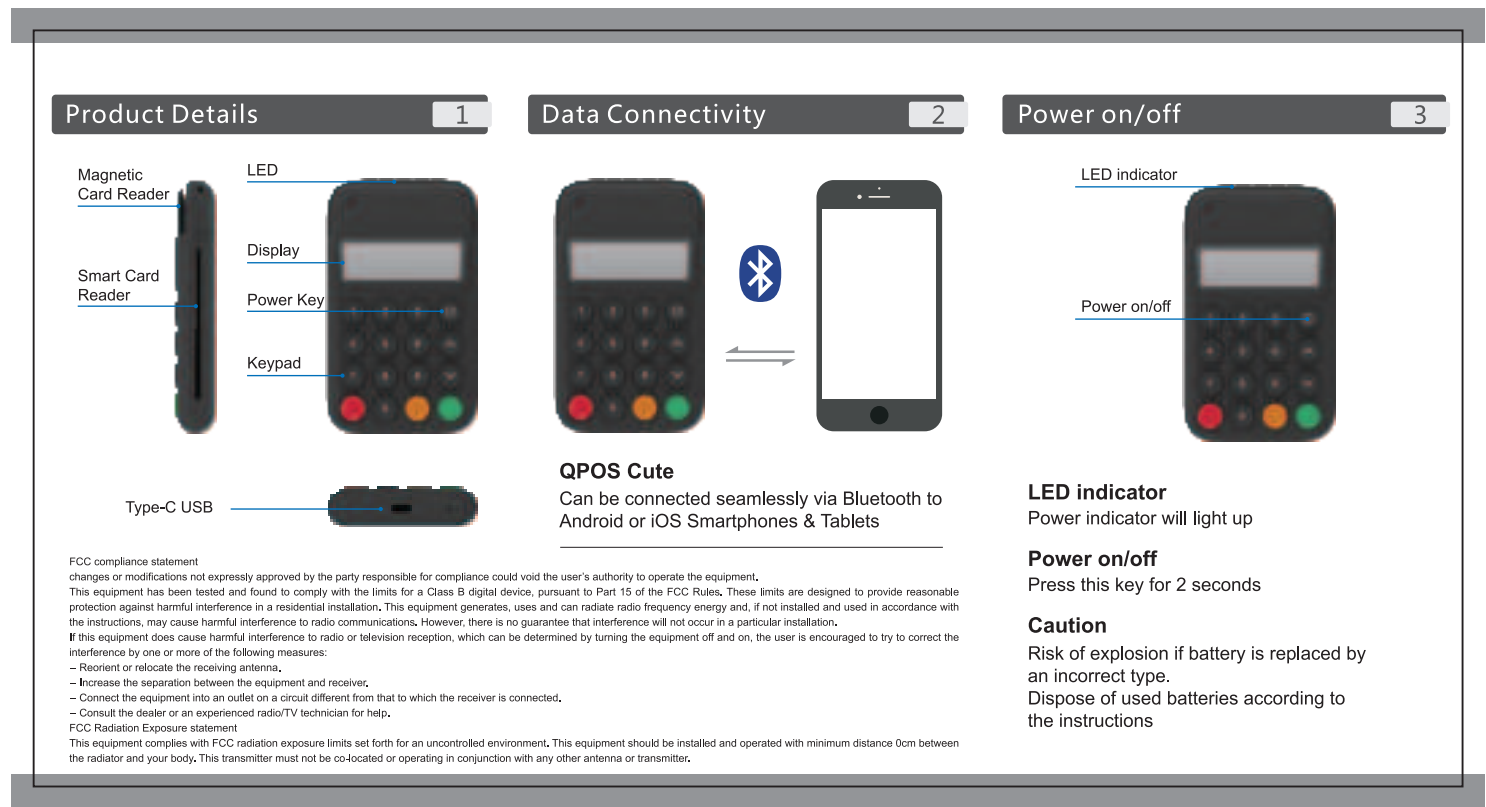 Product Details 1
Magnetic
Card Reader
Smart Card
Reader
LED
Display
Power Key
Keypad
Type-C USB
Data Connectivity 2
QPOS Cute
Can be connected seamlessly via Bluetooth to
Android or iOS Smartphones & Tablets
FCC compliance statement
changes or modifications not expressly approved by the party responsible for compliance could void the user's authority to operate the equipment.
This equipment has been tested and found to comply with the limits for a Class B digital device, pursuant to Part 15 of the FCC Rules. These limits are designed to provide reasonable
protection against harmful interference in a residential installation. This equipment generates, uses and can radiate radio frequency energy and, if not installed and used in accordance with
the instructions, may cause harmful interference to radio communications. However, there is no guarantee that interference will not occur in a particular installation.
If this equipment does cause harmful interference to radio or television reception, which can be determined by turning the equipment off and on, the user is encouraged to try to correct the
interference by one or more of the following measures:
– Reorient or relocate the receiving antenna.
– Increase the separation between the equipment and receiver.
– Connect the equipment into an outlet on a circuit different from that to which the receiver is connected.
– Consult the dealer or an experienced radio/TV technician for help.
FCC Radiation Exposure statement
This equipment complies with FCC radiation exposure limits set forth for an uncontrolled environment. This equipment should be installed and operated with minimum distance 0cm between
the radiator and your body. This transmitter must not be co-located or operating in conjunction with any other antenna or transmitter.
Power on/off 3
LED indicator
Power on/off
LED indicator
Power indicator will light up
Power on/off
Press this key for 2 seconds
Caution
Risk of explosion if battery is replaced by
an incorrect type.
Dispose of used batteries according to
the instructions